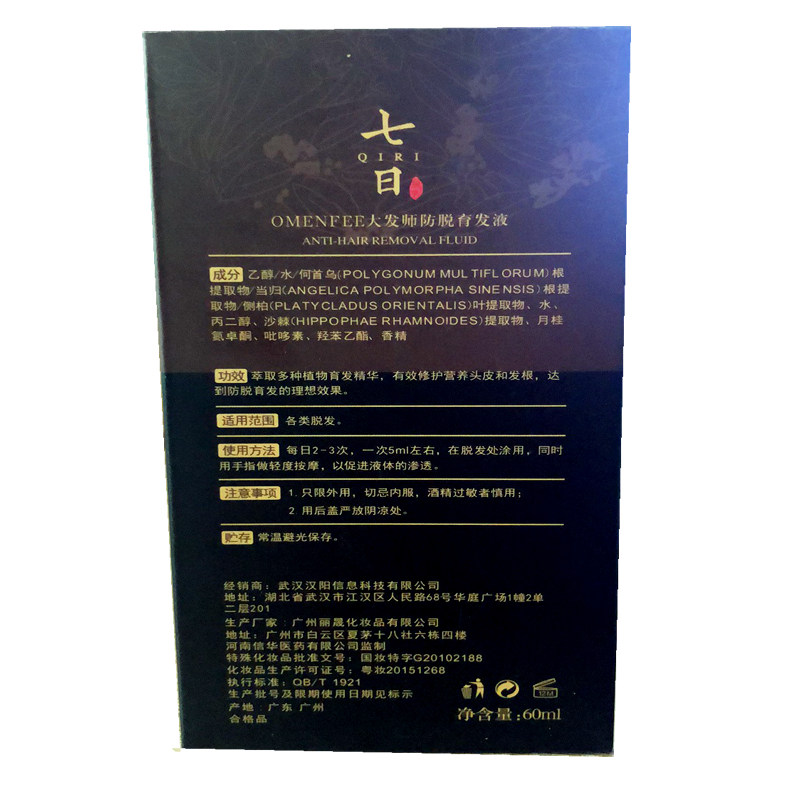 七
QIRI
日
OMENFEE大发师防脱育发液
ANTI-HAIR REMOVAL FLUID
成分 乙醇/水/何首乌(POLYGONUM MULTIFLORUM)根
提取物/当归(ANGELICA POLYMORPHA SINENSIS)根提
取物/侧柏(PLATYCLADUS ORIENTALIS)叶提取物、水、
丙二醇、沙棘(HIPPOPHAE RHAMNOIDES)提取物、月桂
氮卓酮、吡哆素、羟苯乙酯、香精
功效 萃取多种植物育发精华，有效修护营养头皮和发根，达
到防脱育发的理想效果。
适用范围 各类脱发。
使用方法 每日2-3次，一次5ml左右，在脱发处涂用，同时
用手指做轻度按摩，以促进液体的渗透。
注意事项 1. 只限外用，切忌内服，酒精过敏者慎用；
2. 用后盖严放阴凉处。
贮存 常温避光保存。
经销商：武汉汉阳信息科技有限公司
地址：湖北省武汉市江汉区人民路68号华庭广场1幢2单
二层201
生产厂家：广州丽晟化妆品有限公司
地址：广州市白云区夏茅十八社六栋四楼
河南信华医药有限公司监制
特殊化妆品批准文号：国妆特字G20102188
化妆品生产许可证号：粤妆20151268
执行标准：QB/T 1921
生产批号及限期使用日期见标示
产地：广东 广州
合格品
12M
净含量:60ml